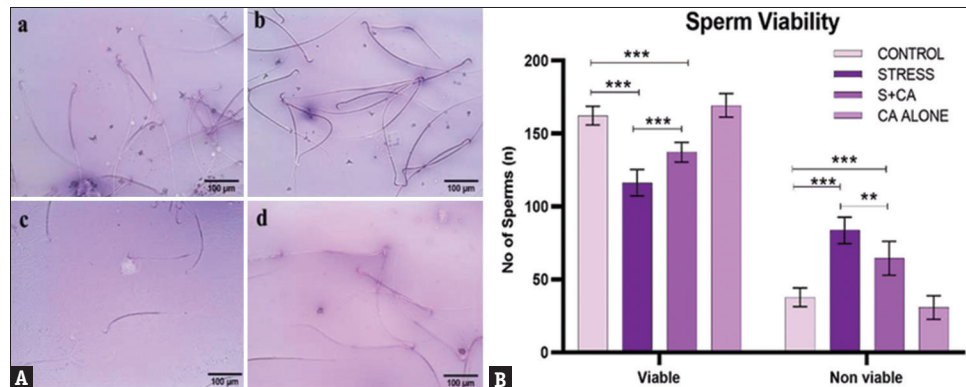 a
100 μm
b
100 μm
c
100 μm
d
100 μm
A
Sperm Viability
CONTROL
STRESS
S+CA
CA ALONE
No of Sperms (n)
200
150
100
50
0
***
***
***
***
***
**
Viable
Non viable
B